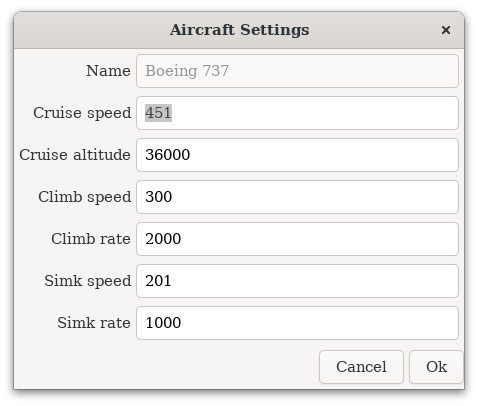 Aircraft Settings ×
Name Boeing 737
Cruise speed 451
Cruise altitude 36000
Climb speed 300
Climb rate 2000
Simk speed 201
Simk rate 1000
Cancel Ok